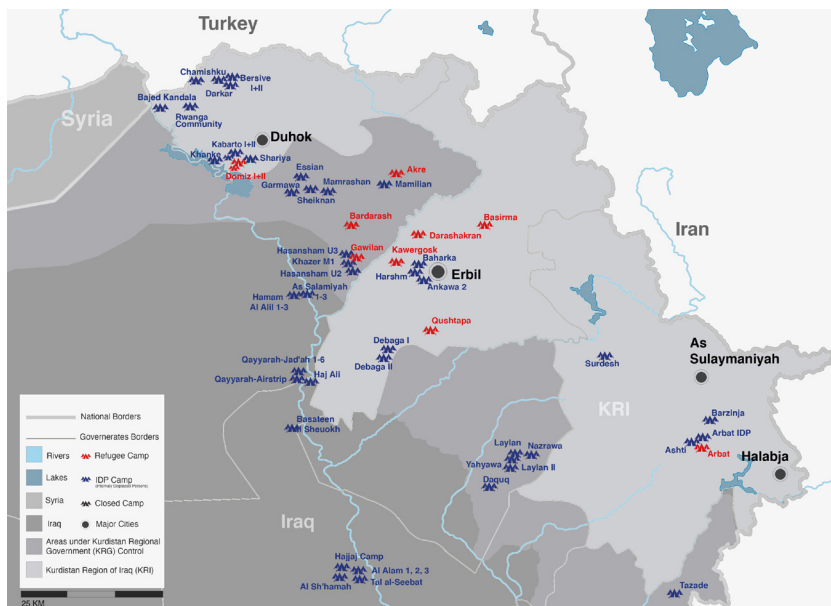 Turkey
Syria
Iran
Iraq
KRI
Chamishku
Bersive
I+II
Darkar
Bajed Kandala
Rwanga
Community
Duhok
Kabarto I+II
Khanke
Shariya
Domiz I+II
Essian
Garmawa
Mamrashan
Sheiknan
Akre
Mamilian
Bardarash
Basirma
Darashakran
Hasansham U3
Gawilan
Khazer M1
Hasansham U2
Kawergosk
Baharka
Harshm
Erbil
Ankawa 2
As Salamiyah
1-3
Hamam
Al Alil 1-3
Qushtapa
Debaga I
Debaga II
Qayyarah-Jad'ah 1-6
Qayyarah-Airstrip
Haj Ali
Basateen
Sheuokh
Surdesh
As
Sulaymaniyah
Barzinja
Arbat IDP
Ashti
Arbat
Halabja
Laylan
Nazrawa
Yahyawa
Laylan II
Daquq
Hajjaj Camp
Al Alam 1, 2, 3
Al Sh'hamah
Tal al-Seebat
Tazade
National Borders
Governerates Borders
Rivers
Refugee Camp
Lakes
IDP Camp
(Internally Displaced Persons)
Syria
Closed Camp
Iraq
Major Cities
Areas under Kurdistan Regional
Government (KRG) Control
Kurdistan Region of Iraq (KRI)
25 KM